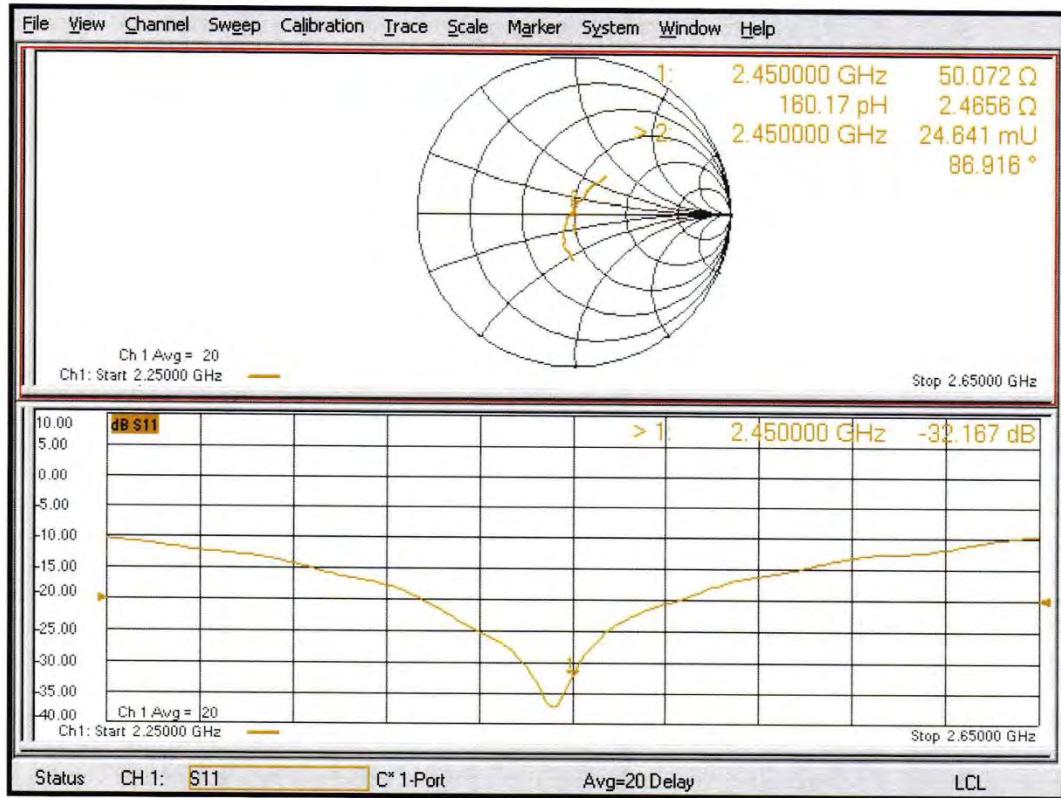 File View Channel Sweep Calibration Trace Scale Marker System Window Help
1: 2.450000 GHz 50.072 Ω
160.17 pH 2.4656 Ω
> 2: 2.450000 GHz 24.641 mU
86.916 °
Ch 1 Avg = 20
Ch1: Start 2.25000 GHz
Stop 2.65000 GHz
10.00
dB S11
> 1: 2.450000 GHz -32.167 dB
5.00
0.00
-5.00
-10.00
-15.00
-20.00
-25.00
-30.00
1
-35.00
-40.00
Ch 1 Avg = 20
Ch1: Start 2.25000 GHz
Stop 2.65000 GHz
Status CH 1: S11 C* 1-Port Avg=20 Delay LCL